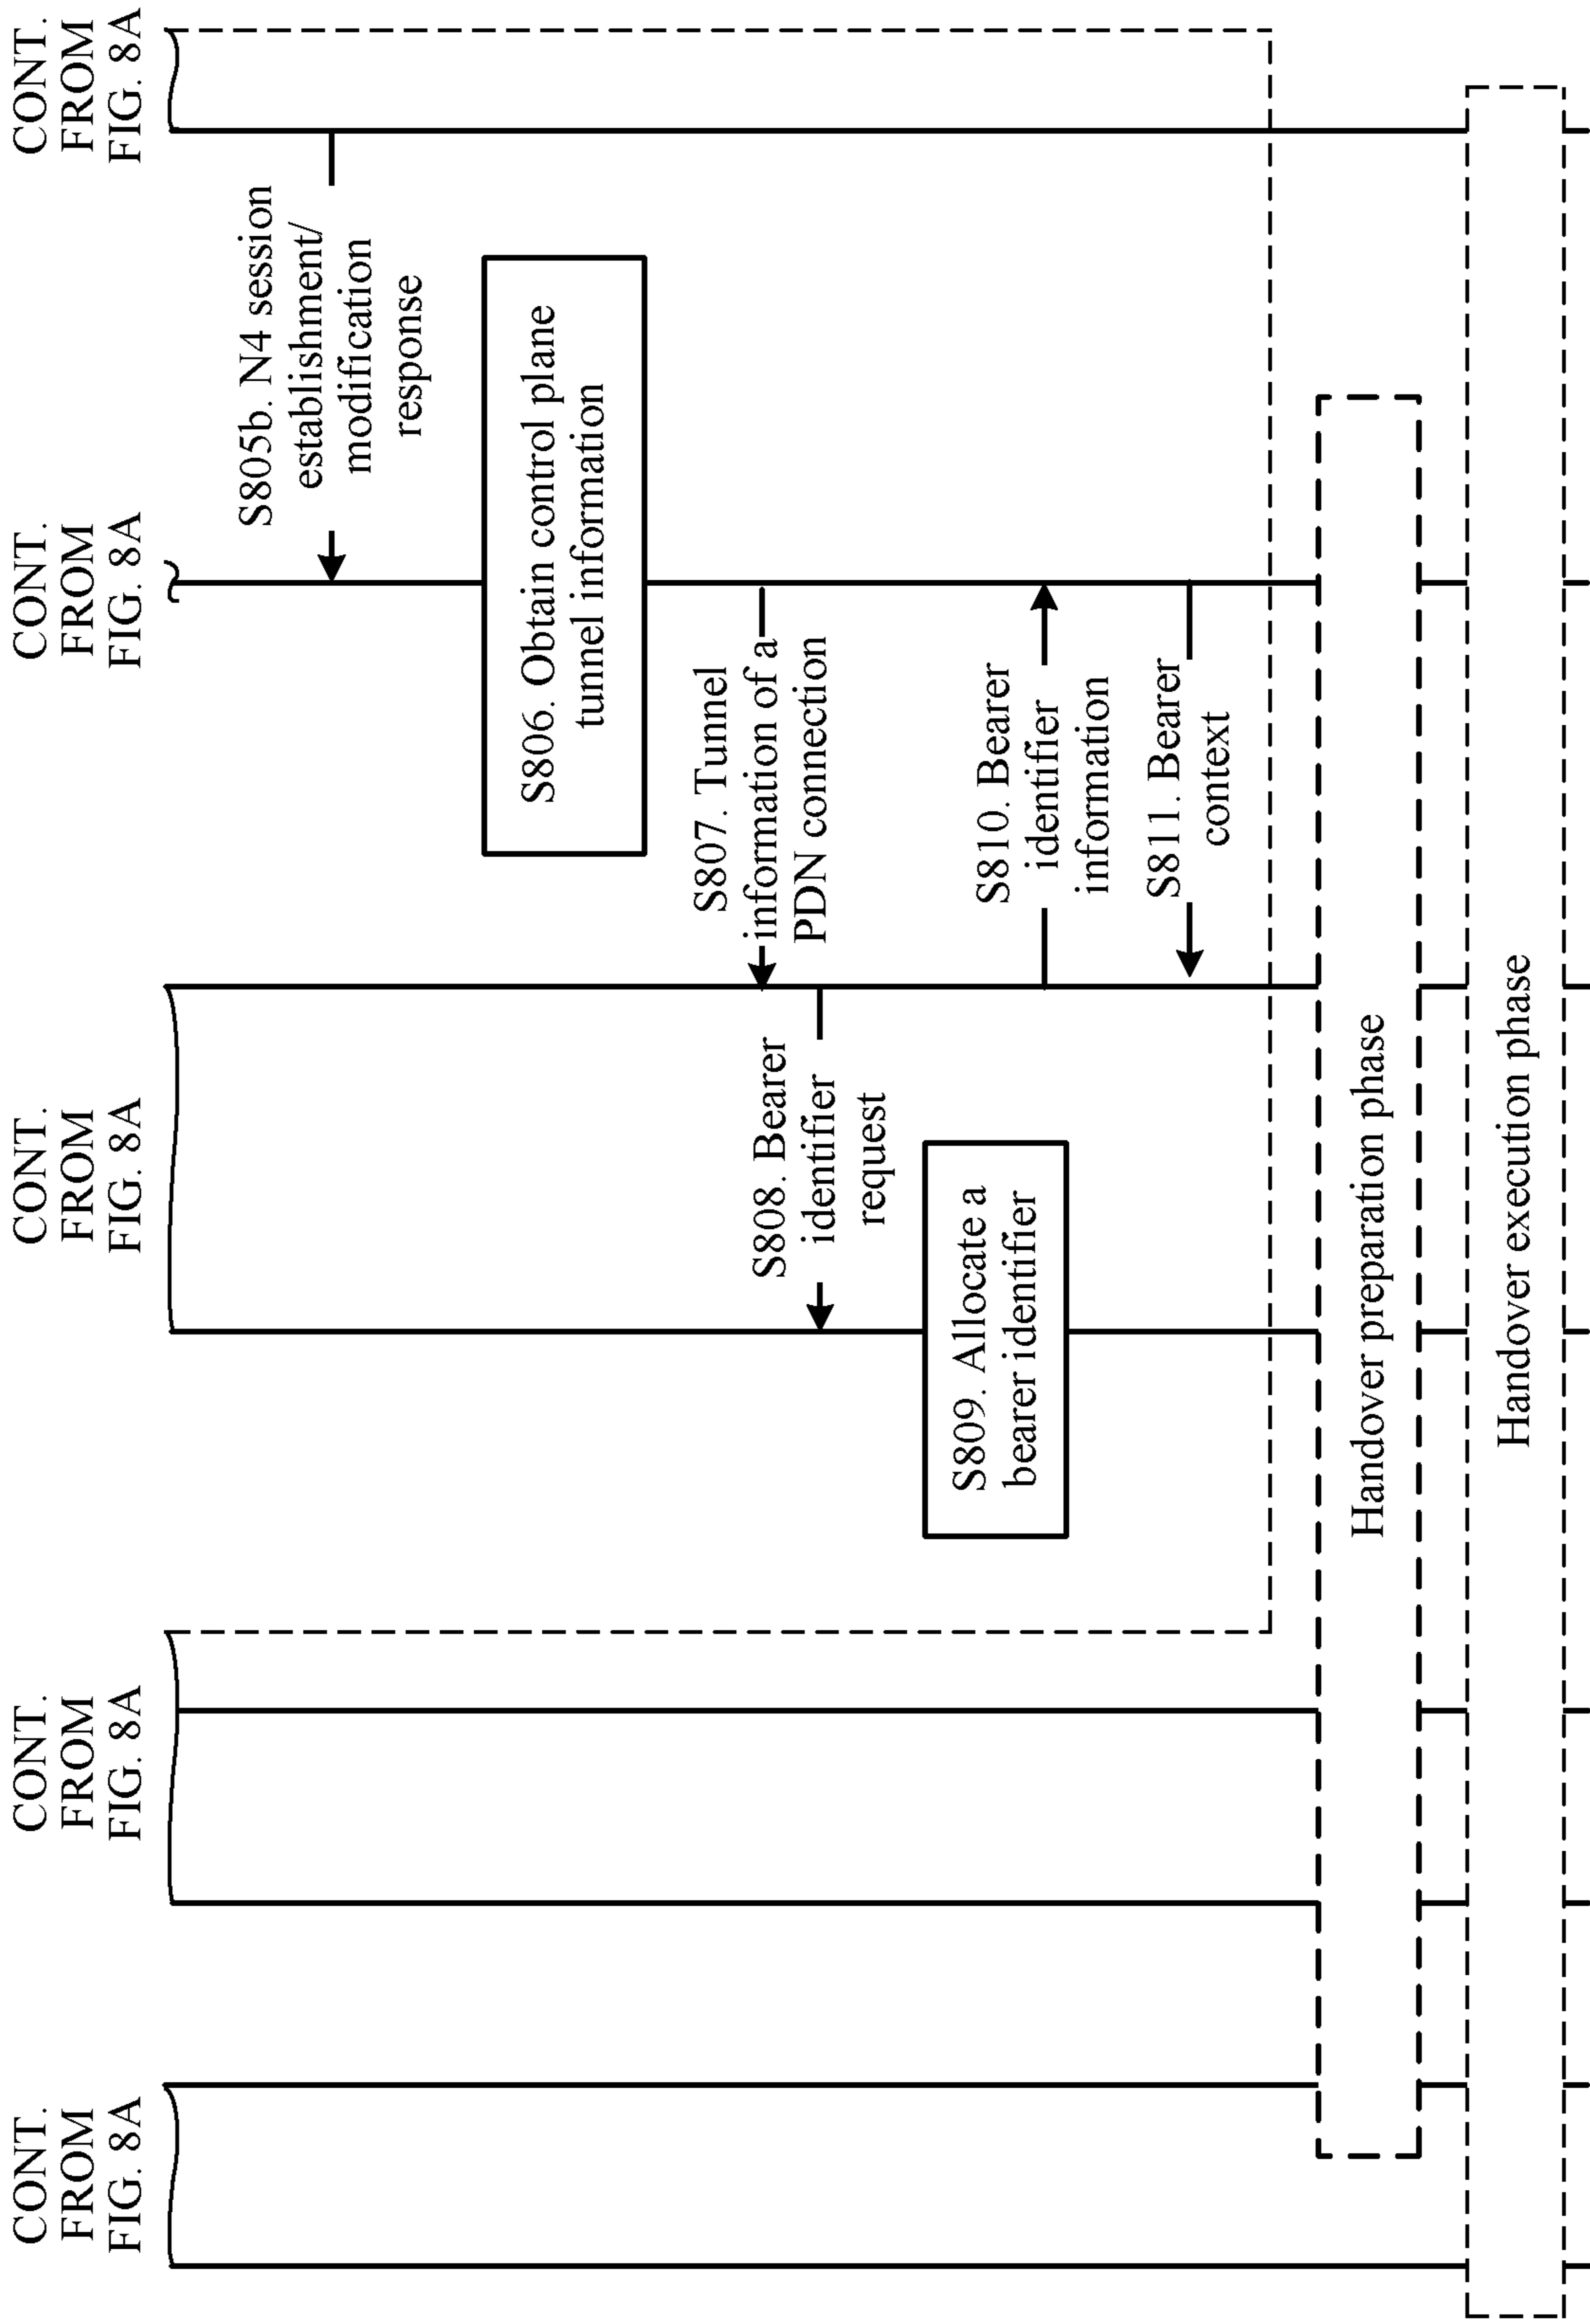 CONT.
FROM
FIG. 8A
CONT.
FROM
FIG. 8A
CONT.
FROM
FIG. 8A
CONT.
FROM
FIG. 8A
CONT.
FROM
FIG. 8A
S805b. N4 session
establishment/
modification
response
S806. Obtain control plane
tunnel information
S807. Tunnel
information of a
PDN connection
S808. Bearer
identifier
request
S809. Allocate a
bearer identifier
S810. Bearer
identifier
information
S811. Bearer
context
Handover preparation phase
Handover execution phase